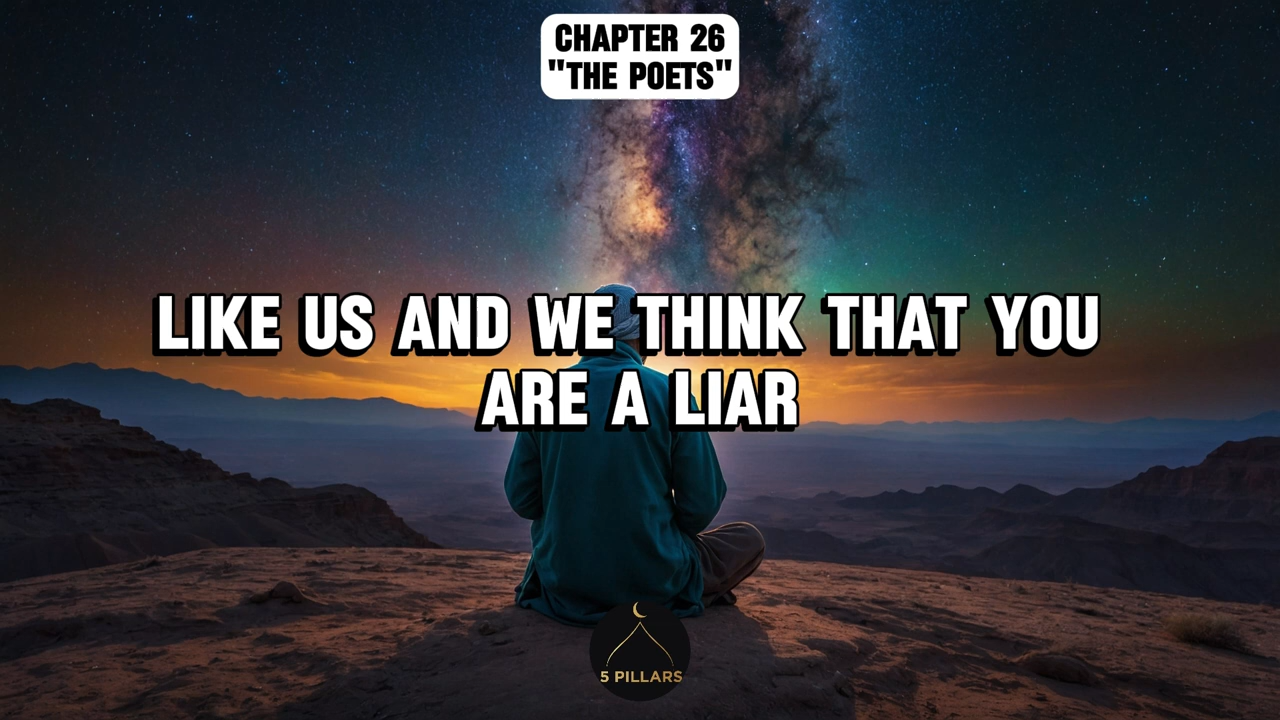 CHAPTER 26
"THE POETS"
LIKE US AND WE THINK THAT YOU
ARE A LIAR
5 PILLARS